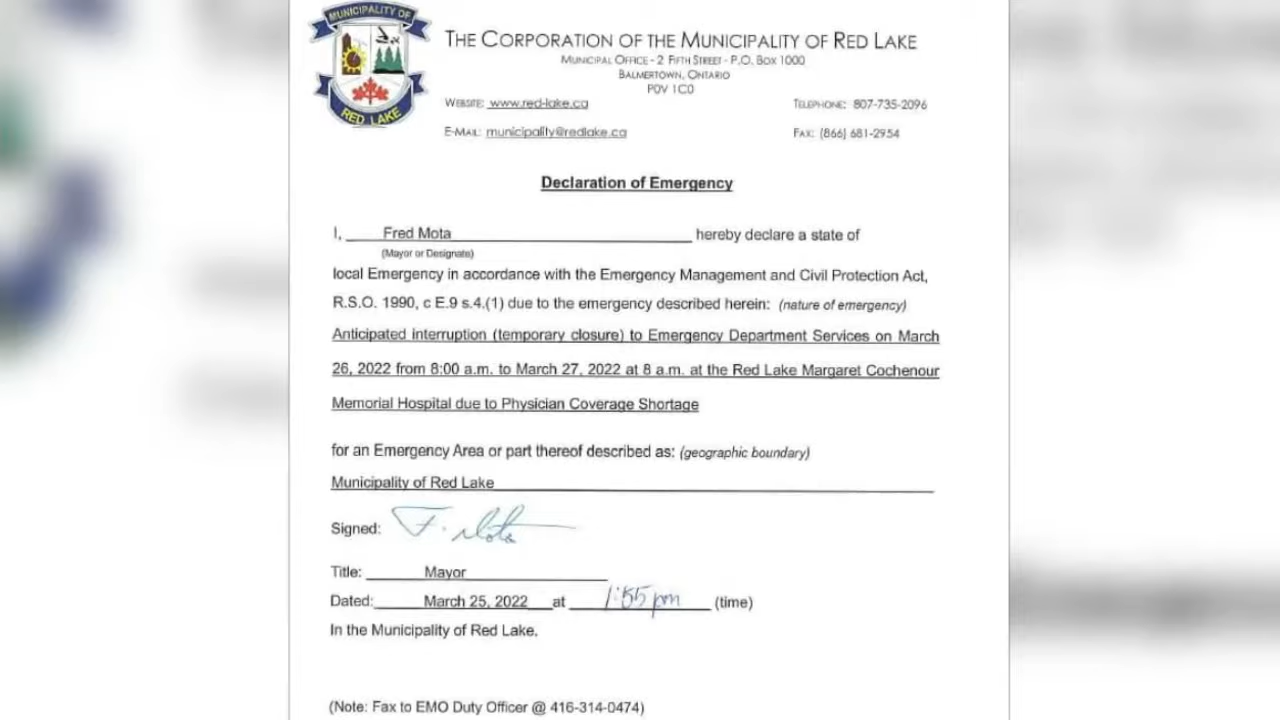 MUNICIPALITY OF
RED LAKE
THE CORPORATION OF THE MUNICIPALITY OF RED LAKE
MUNICIPAL OFFICE - 2 FIFTH STREET - P.O. BOX 1000
BALMERTOWN, ONTARIO
P0V 1C0
WEBSITE: www.red-lake.ca
TELEPHONE: 807-735-2096
E-MAIL: municipality@redlake.ca
FAX: (866) 681-2954
Declaration of Emergency
I, Fred Mota hereby declare a state of
(Mayor or Designate)
local Emergency in accordance with the Emergency Management and Civil Protection Act,
R.S.O. 1990, c E.9 s.4.(1) due to the emergency described herein: (nature of emergency)
Anticipated interruption (temporary closure) to Emergency Department Services on March
26, 2022 from 8:00 a.m. to March 27, 2022 at 8 a.m. at the Red Lake Margaret Cochenour
Memorial Hospital due to Physician Coverage Shortage
for an Emergency Area or part thereof described as: (geographic boundary)
Municipality of Red Lake
Signed: F. Mota
Title: Mayor
Dated: March 25, 2022 at 1:55 pm (time)
In the Municipality of Red Lake.
(Note: Fax to EMO Duty Officer @ 416-314-0474)